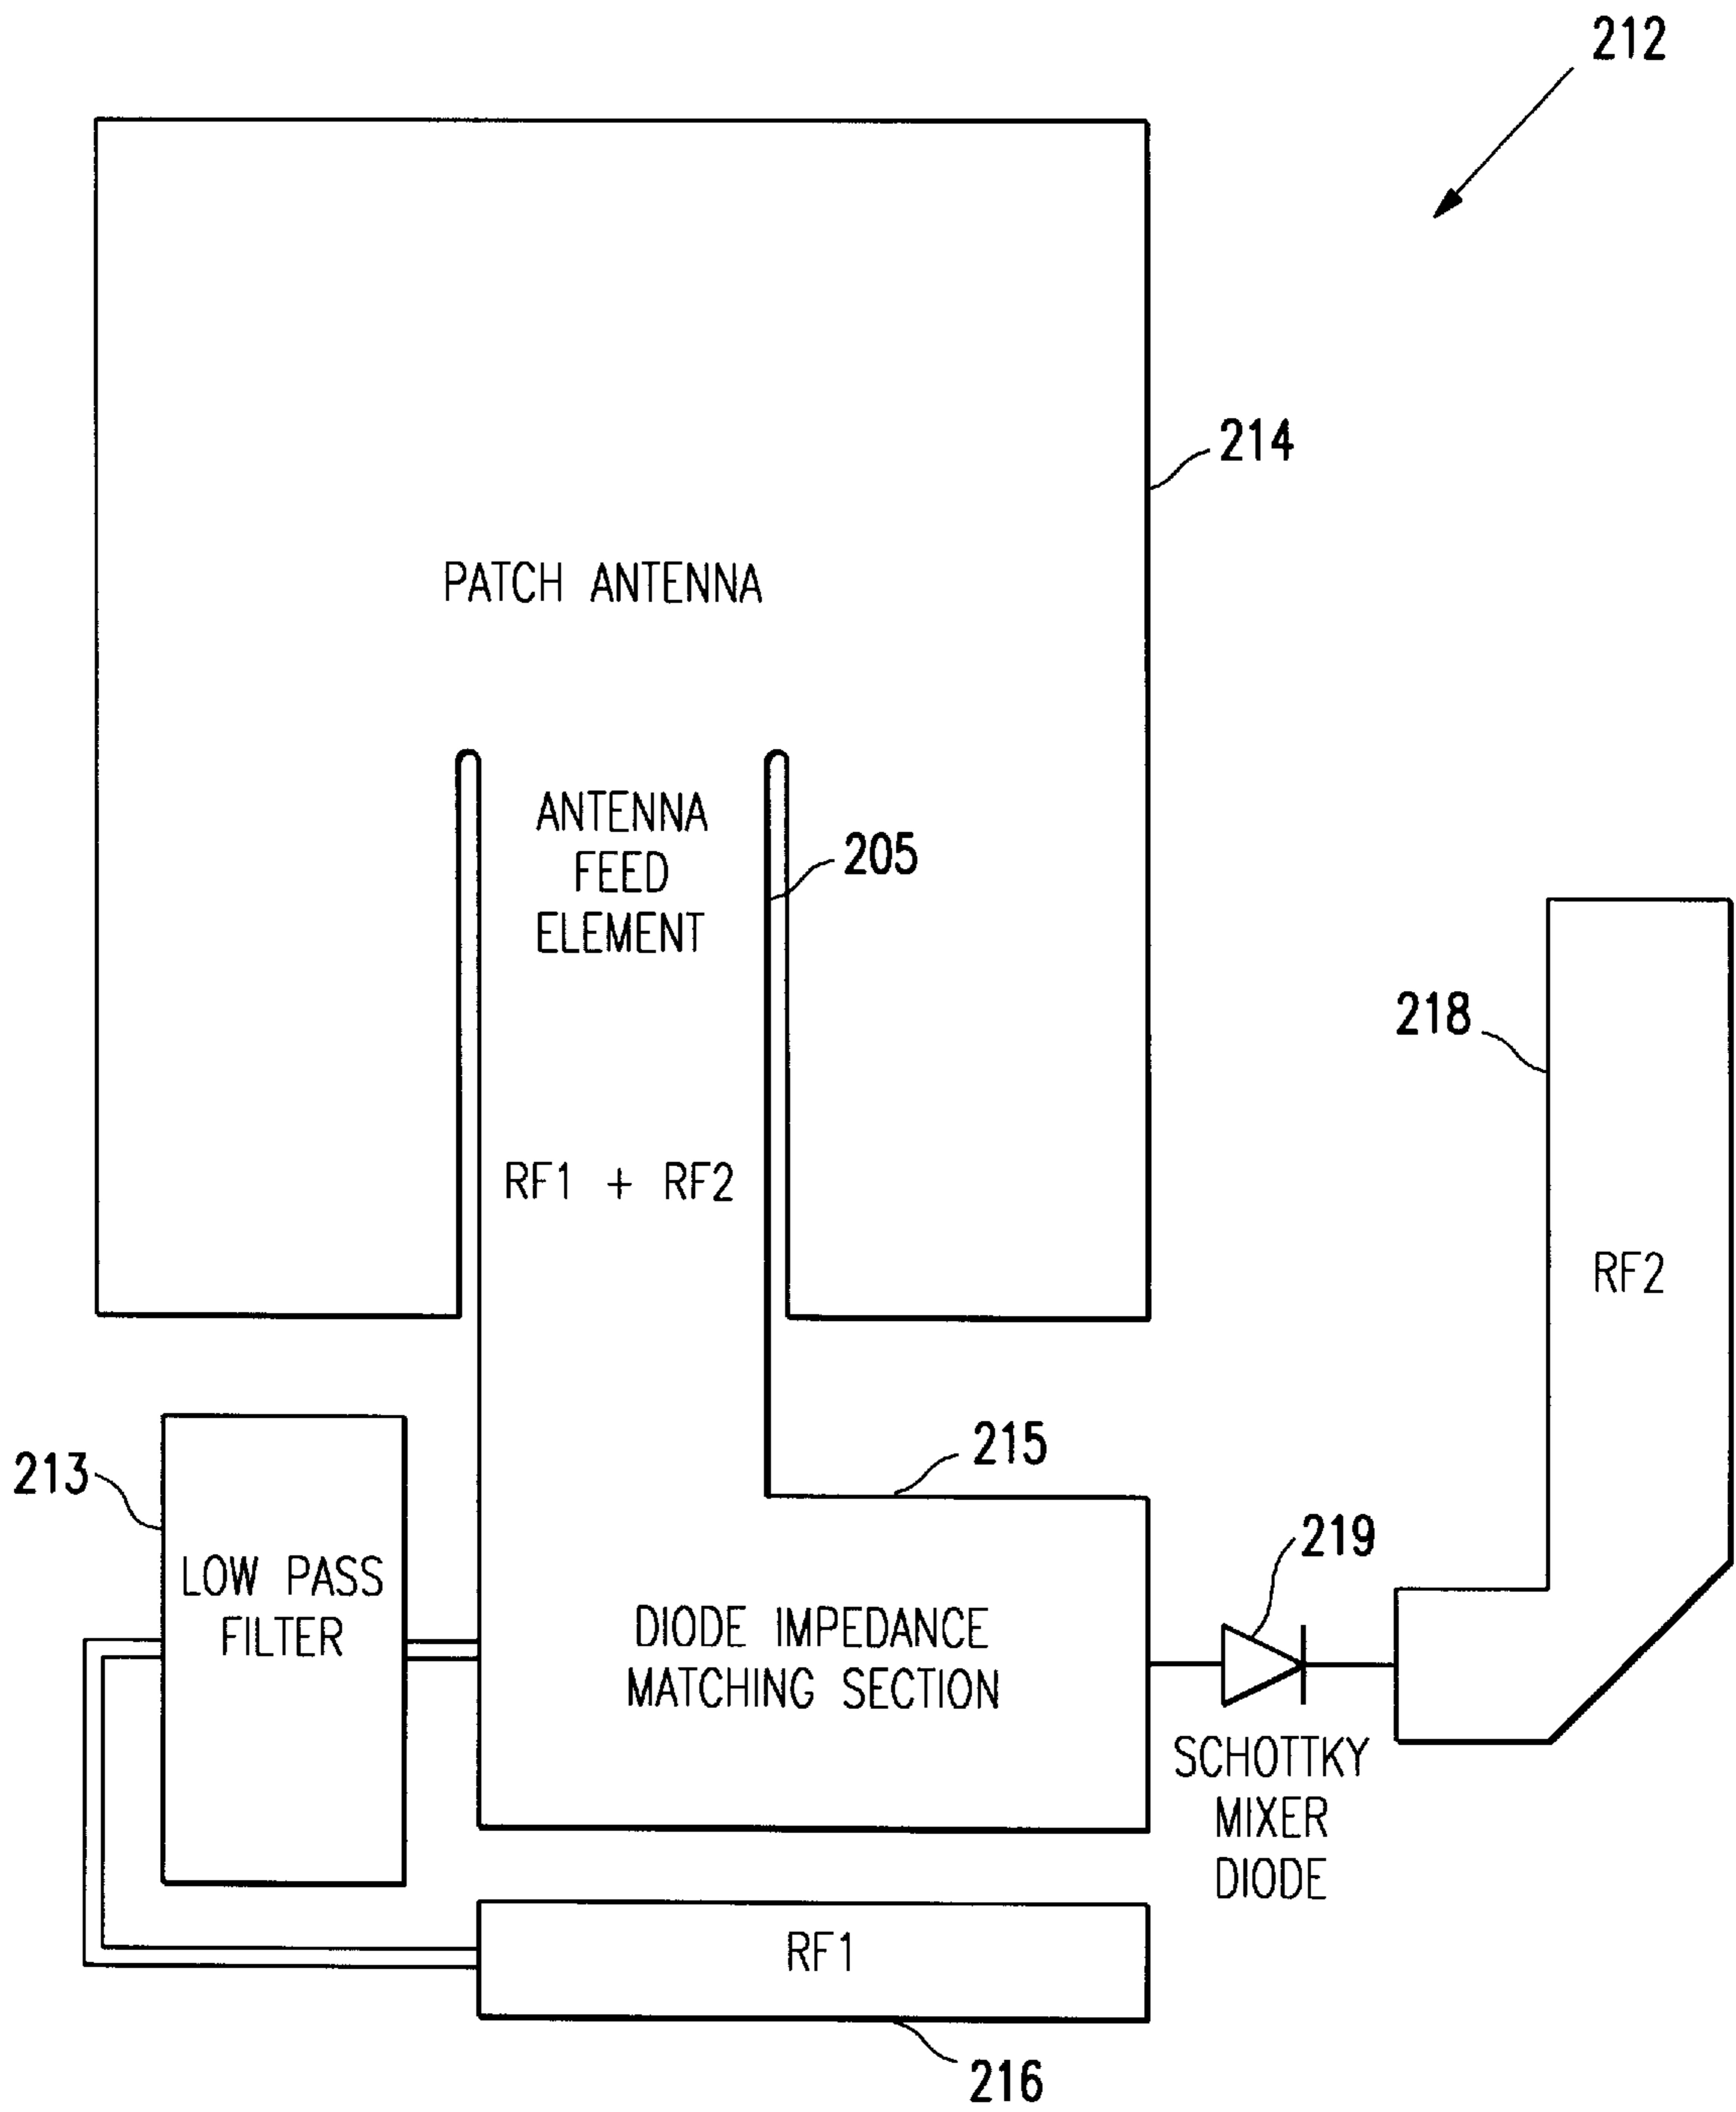 212
214
PATCH ANTENNA
ANTENNA
FEED
ELEMENT
205
218
RF1 + RF2
RF2
215
213
219
LOW PASS
FILTER
DIODE IMPEDANCE
MATCHING SECTION
SCHOTTKY
MIXER
DIODE
RF1
216